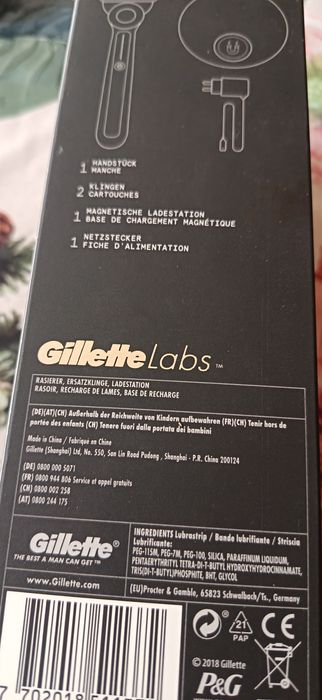 1 HANDSTÜCK
MANCHE
2 KLINGEN
CARTOUCHES
1 MAGNETISCHE LADESTATION
BASE DE CHARGEMENT MAGNÉTIQUE
1 NETZSTECKER
FICHE D'ALIMENTATION
Gillette Labs™
RASIERER, ERSATZKLINGE, LADESTATION
RASOIR, RECHARGE DE LAMES, BASE DE RECHARGE
(DE)(AT)(CH) Außerhalb der Reichweite von Kindern aufbewahren (FR)(CH) Tenir hors de
portée des enfants (CH) Tenere fuori dalla portata dei bambini
Made in China / Fabriqué en Chine
Gillette (Shanghai) Ltd, No. 550, San Lin Road Pudong, Shanghai - P.R. China 200124
(DE) 0800 000 5071
(FR) 0800 944 806 Service et appel gratuits
(CH) 0800 002 258
(AT) 0800 244 175
Gillette®
THE BEST A MAN CAN GET™
www.Gillette.com
INGREDIENTS Lubrastrip / Bande lubrifiante / Striscia
Lubrificante:
PEG-115M, PEG-7M, PEG-100, SILICA, PARAFFINUM LIQUIDUM,
PENTAERYTHRITYL TETRA-DI-T-BUTYL HYDROXYHYDROCINNAMATE,
TRIS(DI-T-BUTYL)PHOSPHITE, BHT, GLYCOL
(EU)Procter & Gamble, 65823 Schwalbach/Ts., Germany
21
PAP
CE
© 2018 Gillette
P&G
7 702018